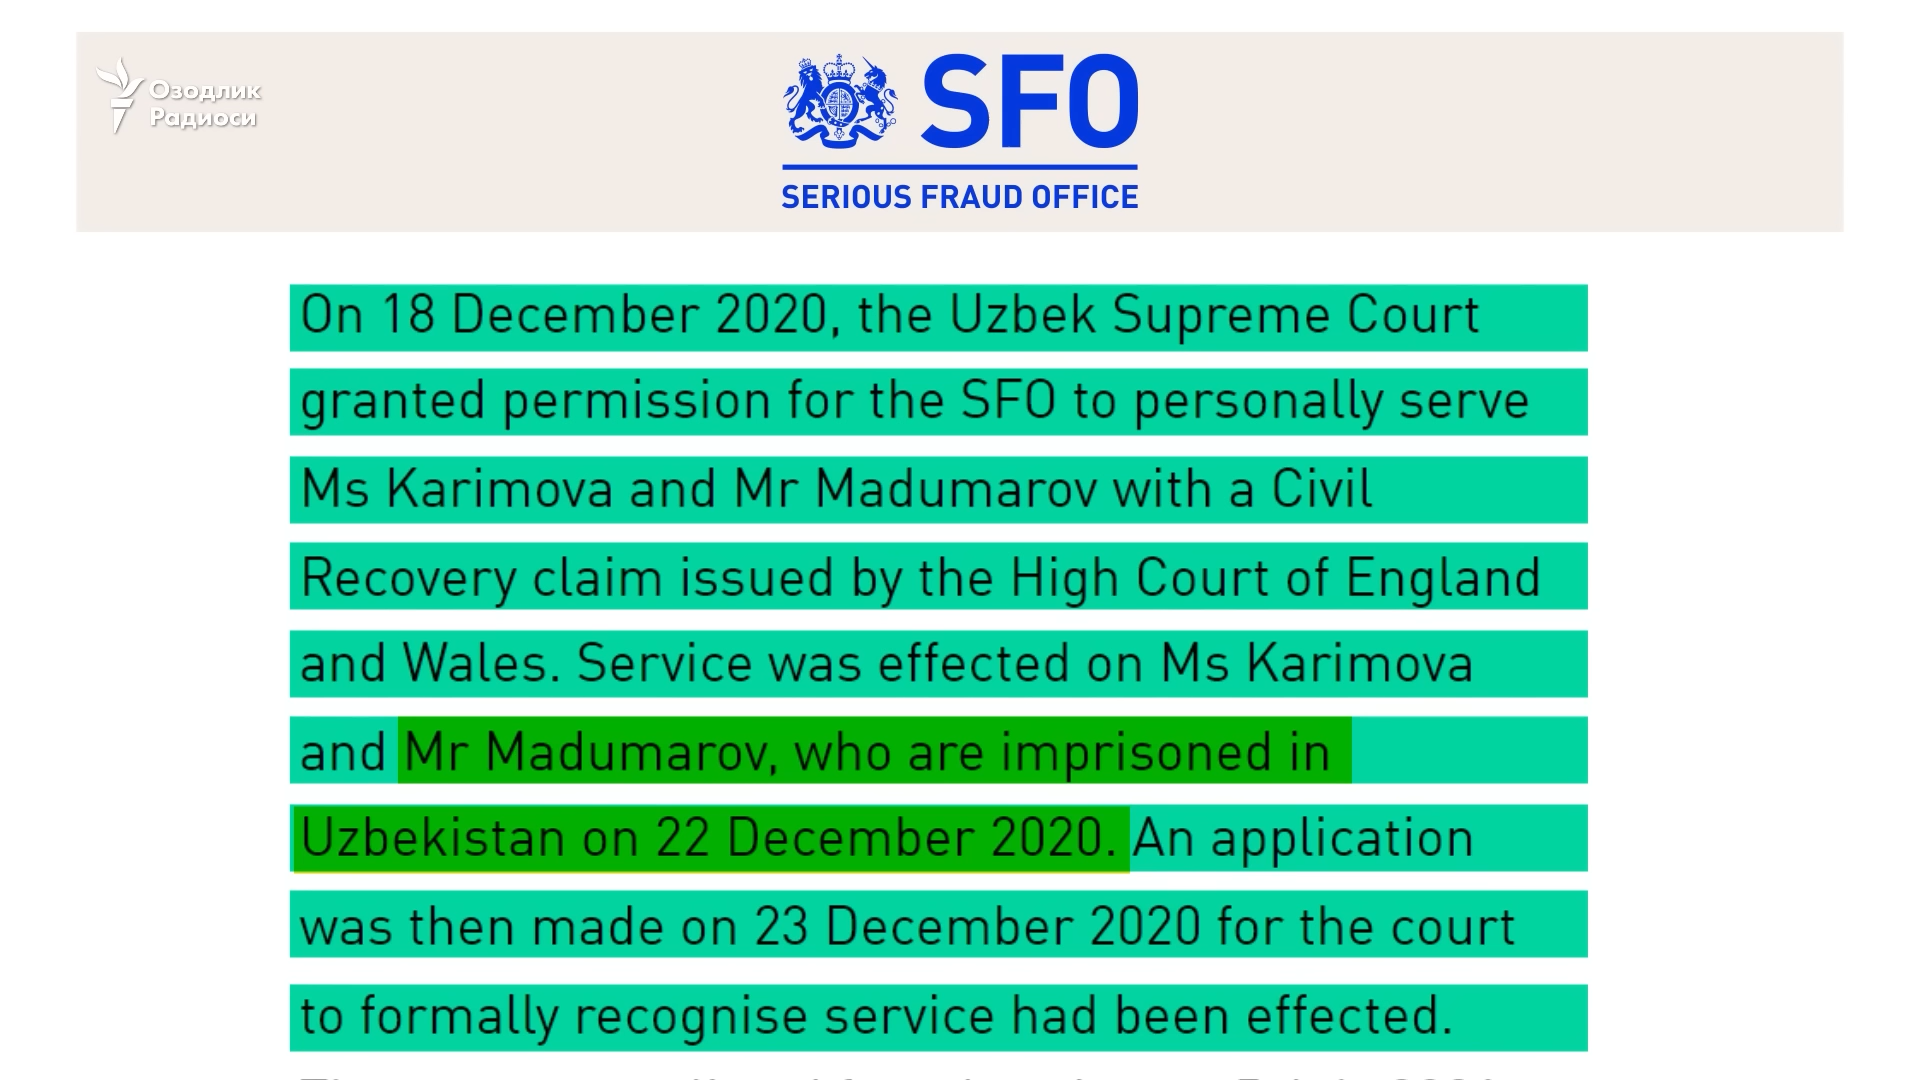 Озодлик
Радиоси
SFO
SERIOUS FRAUD OFFICE
On 18 December 2020, the Uzbek Supreme Court
granted permission for the SFO to personally serve
Ms Karimova and Mr Madumarov with a Civil
Recovery claim issued by the High Court of England
and Wales. Service was effected on Ms Karimova
and Mr Madumarov, who are imprisoned in
Uzbekistan on 22 December 2020. An application
was then made on 23 December 2020 for the court
to formally recognise service had been effected.